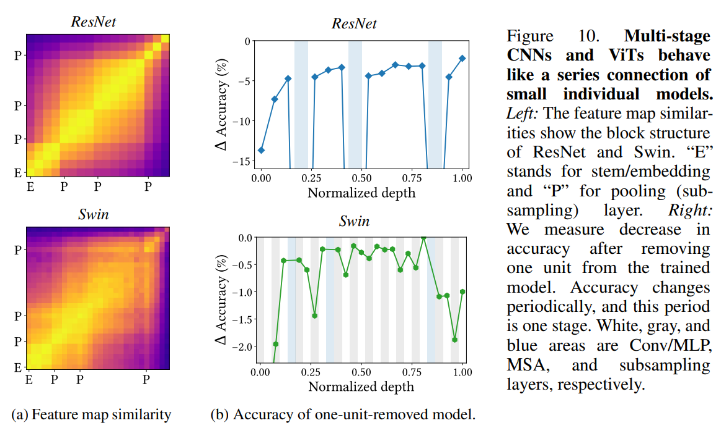 ResNet
P
P
P
E
E P P P
Swin
P
P
P
E
E P P P
(a) Feature map similarity
ResNet
Δ Accuracy (%)
0
−5
−10
−15
0.00 0.25 0.50 0.75 1.00
Normalized depth
Swin
Δ Accuracy (%)
0.0
−0.5
−1.0
−1.5
−2.0
0.00 0.25 0.50 0.75 1.00
Normalized depth
(b) Accuracy of one-unit-removed model.
Figure 10. Multi-stage
CNNs and ViTs behave
like a series connection of
small individual models.
Left: The feature map similar-
ities show the block structure
of ResNet and Swin. “E”
stands for stem/embedding
and “P” for pooling (sub-
sampling) layer. Right:
We measure decrease in
accuracy after removing
one unit from the trained
model. Accuracy changes
periodically, and this period
is one stage. White, gray, and
blue areas are Conv/MLP,
MSA, and subsampling
layers, respectively.